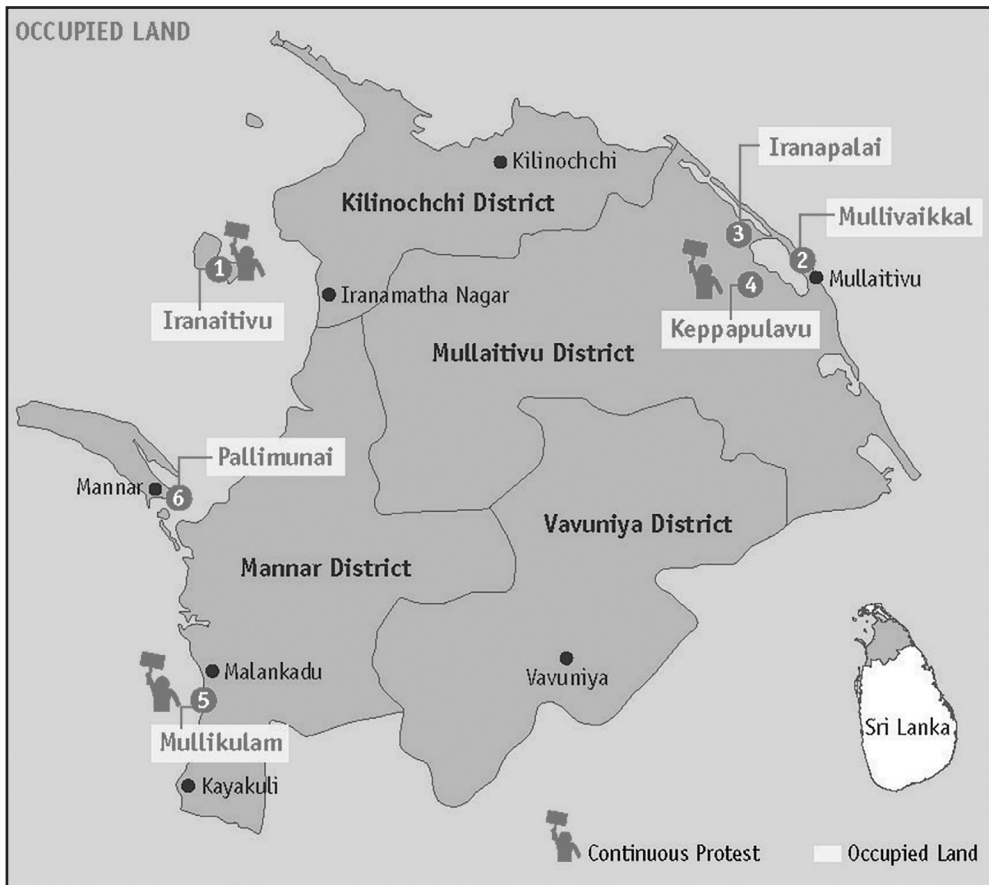 OCCUPIED LAND
Kilinochchi
Iranapalai
Kilinochchi District
Mullivaikkal
3
2
1
4
Mullaitivu
Iranamatha Nagar
Iranaitivu
Keppapulavu
Mullaitivu District
Pallimunai
Mannar
6
Vavuniya District
Mannar District
Malankadu
Vavuniya
5
Mullikulam
Sri Lanka
Kayakuli
Continuous Protest
Occupied Land